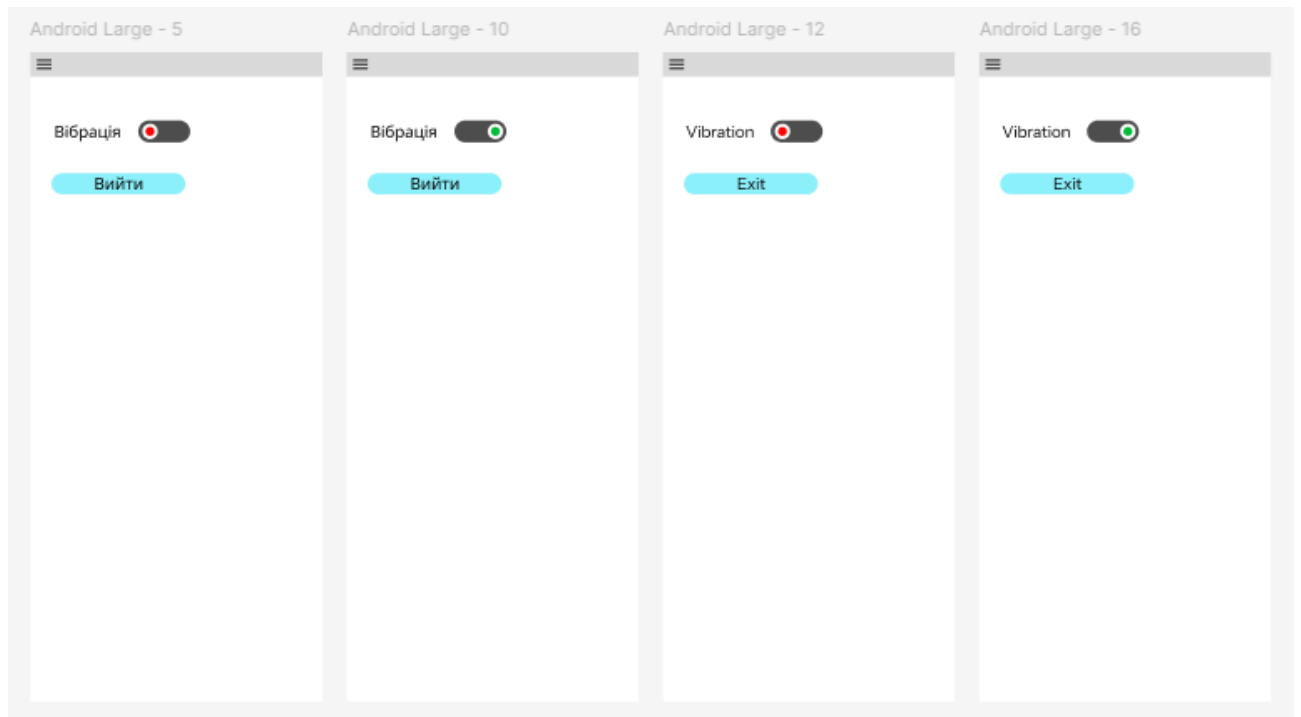 Android Large - 5
Android Large - 10
Android Large - 12
Android Large - 16
Вібрація
Вібрація
Vibration
Vibration
Вийти
Вийти
Exit
Exit